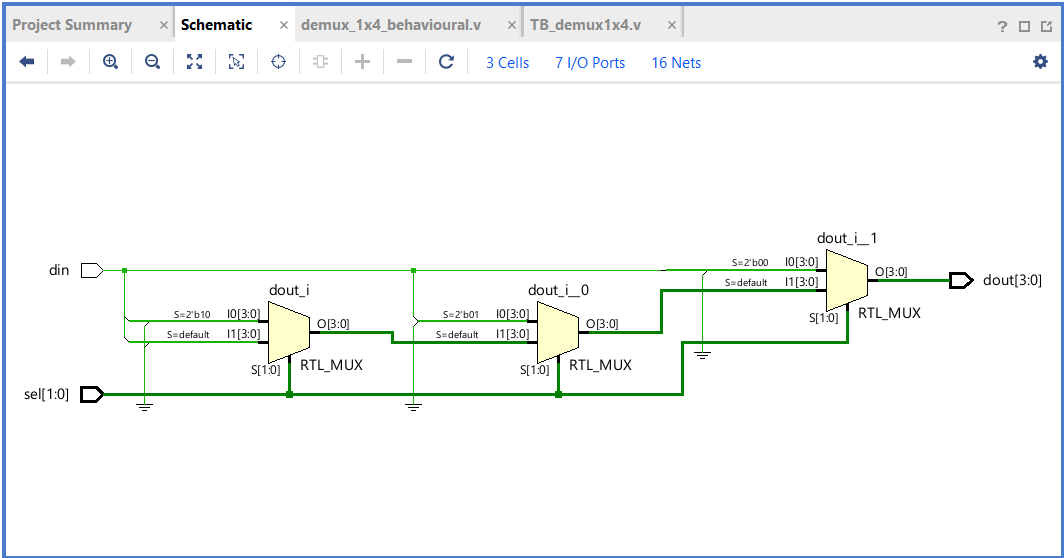 Project Summary × Schematic × demux_1x4_behavioural.v × TB_demux1x4.v × ?
3 Cells 7 I/O Ports 16 Nets
dout_i__1
S=2'b00 I0[3:0]
din
O[3:0]
dout[3:0]
S=default I1[3:0]
dout_i
dout_i__0
S=2'b10 I0[3:0]
S=2'b01 I0[3:0]
S[1:0]
RTL_MUX
O[3:0]
O[3:0]
S=default I1[3:0]
S=default I1[3:0]
S[1:0]
RTL_MUX
S[1:0]
RTL_MUX
sel[1:0]